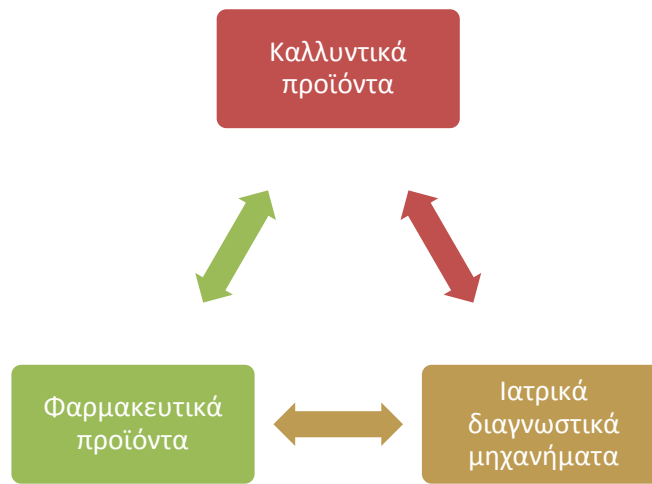 Καλλυντικά
προϊόντα
Φαρμακευτικά
προϊόντα
Ιατρικά
διαγνωστικά
μηχανήματα